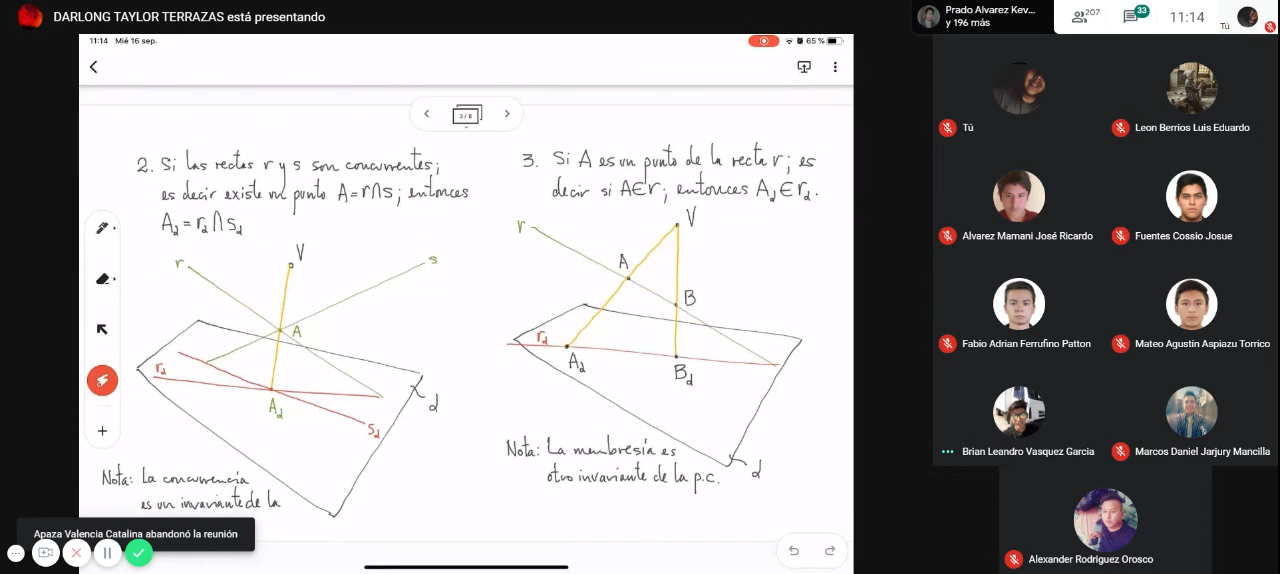 DARLONG TAYLOR TERRAZAS está presentando
Prado Alvarez Kev...
y 196 más
207
33
11:14
Tú
11:14 Mié 16 sep.
65 %
2/8
2. Si las rectas r y s son concurrentes;
es decir existe un punto A=r∩s; entonces
A_d = r_d ∩ s_d
V
r
s
A
r_d
A_d
s_d
d
Nota: La concurrencia
es un invariante de la
3. Si A es un punto de la recta r; es
decir si A∈r; entonces A_d ∈ r_d.
V
r
A
B
r_d
A_d
B_d
d
Nota: La membresía es
otro invariante de la p.c.
Apaza Valencia Catalina abandonó la reunión
Tú
Leon Berrios Luis Eduardo
Alvarez Mamani José Ricardo
Fuentes Cossio Josue
Fabio Adrian Ferrufino Patton
Mateo Agustín Aspiazu Torrico
Brian Leandro Vasquez Garcia
Marcos Daniel Jarjury Mancilla
Alexander Rodriguez Orosco